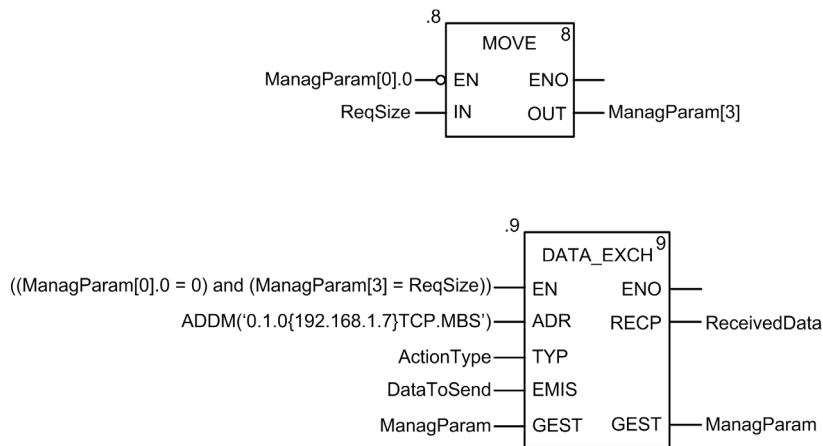 .8
MOVE 8
ManagParam[0].0 EN ENO
ReqSize IN OUT ManagParam[3]
.9
DATA_EXCH 9
((ManagParam[0].0 = 0) and (ManagParam[3] = ReqSize)) EN ENO
ADDM(‘0.1.0{192.168.1.7}TCP.MBS’) ADR RECP ReceivedData
ActionType TYP
DataToSend EMIS
ManagParam GEST GEST ManagParam